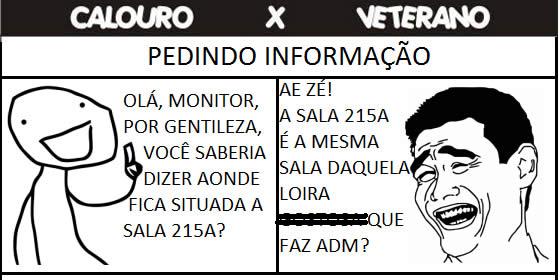 CALOURO X VETERANO
PEDINDO INFORMAÇÃO
OLÁ, MONITOR,
POR GENTILEZA,
VOCÊ SABERIA
DIZER AONDE
FICA SITUADA A
SALA 215A?
AE ZÉ!
A SALA 215A
É A MESMA
SALA DAQUELA
LOIRA
QUE
FAZ ADM?